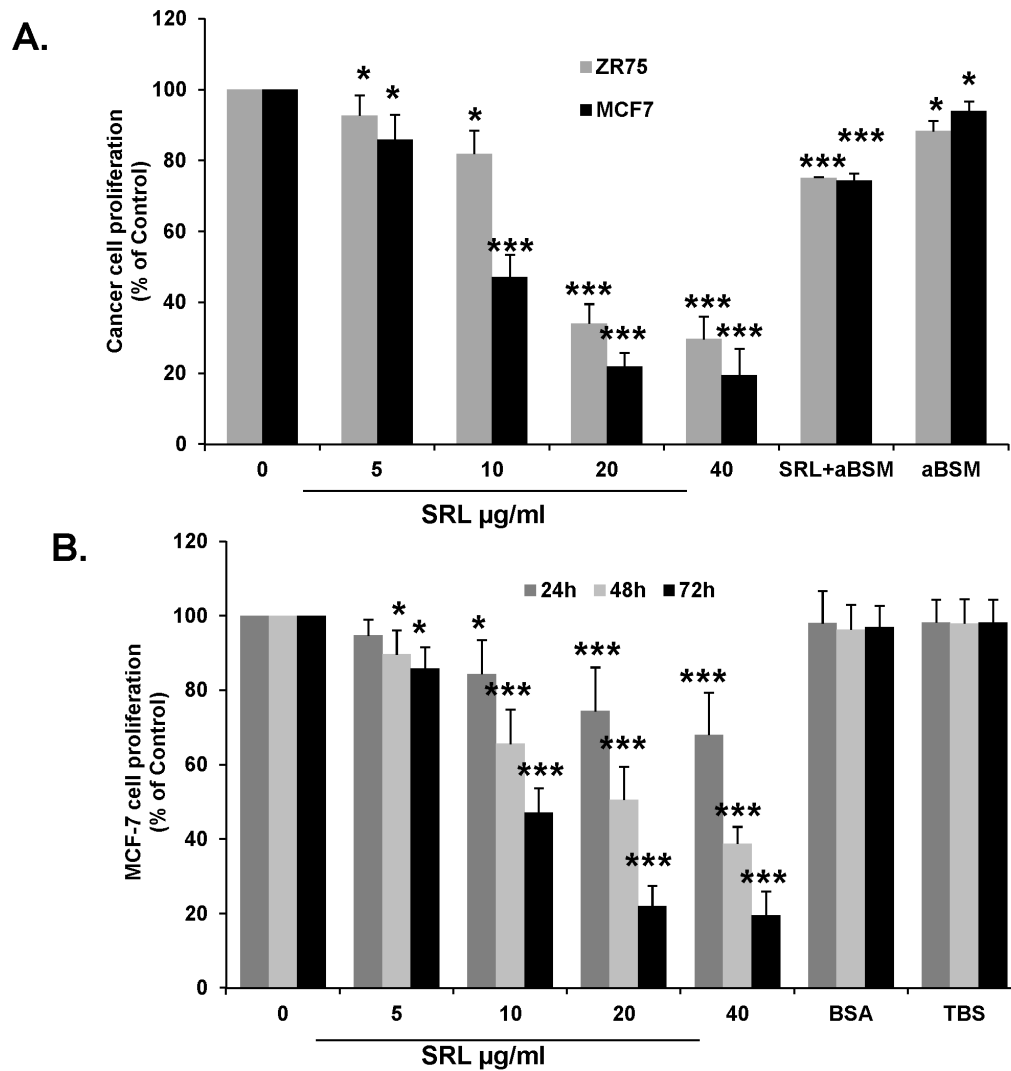 A.
120
100
80
60
40
20
0
Cancer cell proliferation
(% of Control)
ZR75
MCF7
* * * *** *** *** *** *** *** *** * *
0 5 10 20 40 SRL+aBSM aBSM
SRL µg/ml
B.
120
100
80
60
40
20
0
MCF-7 cell proliferation
(% of Control)
24h 48h 72h
* * * *** *** *** *** *** *** *** ***
0 5 10 20 40 BSA TBS
SRL µg/ml